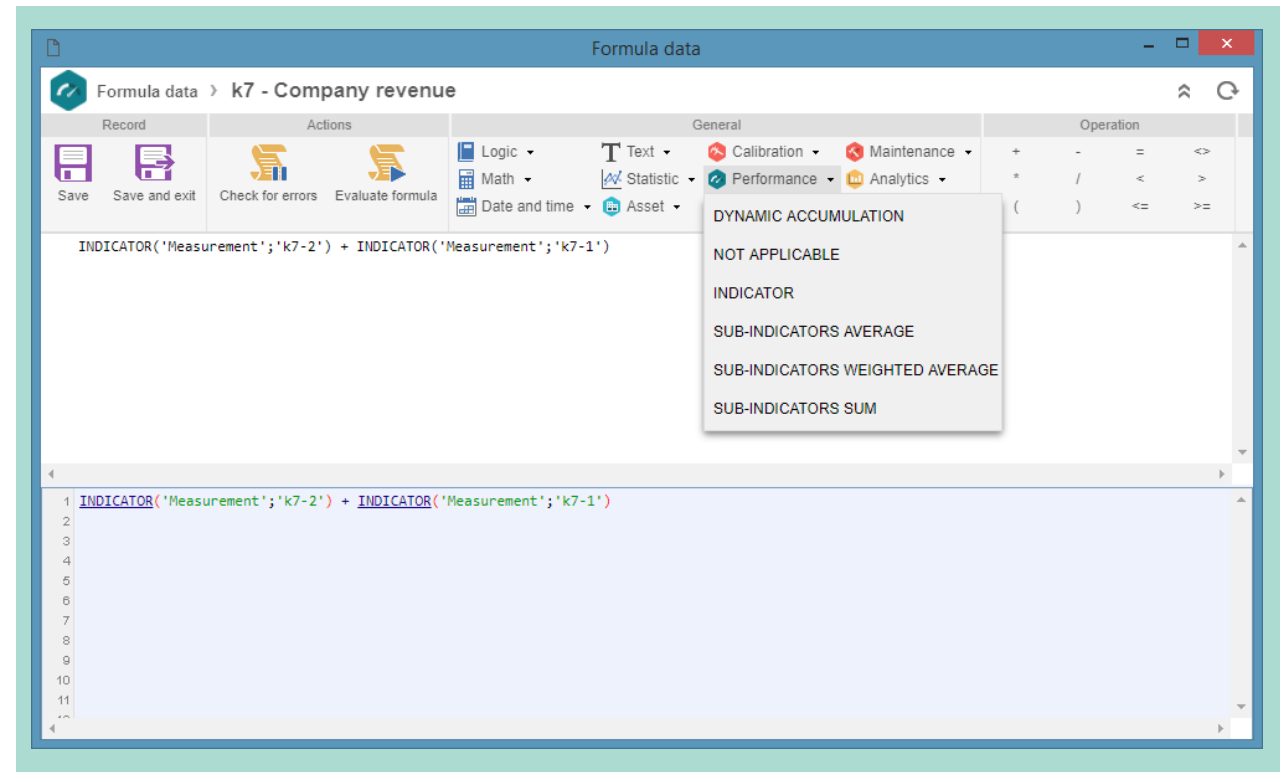 Formula data
Formula data > k7 - Company revenue
Record Actions General Operation
Logic Text Calibration Maintenance + - = <>
Math Statistic Performance Analytics * / < >
Save Save and exit Check for errors Evaluate formula
Date and time Asset ( ) <= >=
DYNAMIC ACCUMULATION
INDICATOR('Measurement';'k7-2') + INDICATOR('Measurement';'k7-1')
NOT APPLICABLE
INDICATOR
SUB-INDICATORS AVERAGE
SUB-INDICATORS WEIGHTED AVERAGE
SUB-INDICATORS SUM
1 INDICATOR('Measurement';'k7-2') + INDICATOR('Measurement';'k7-1')
2
3
4
5
6
7
8
9
10
11